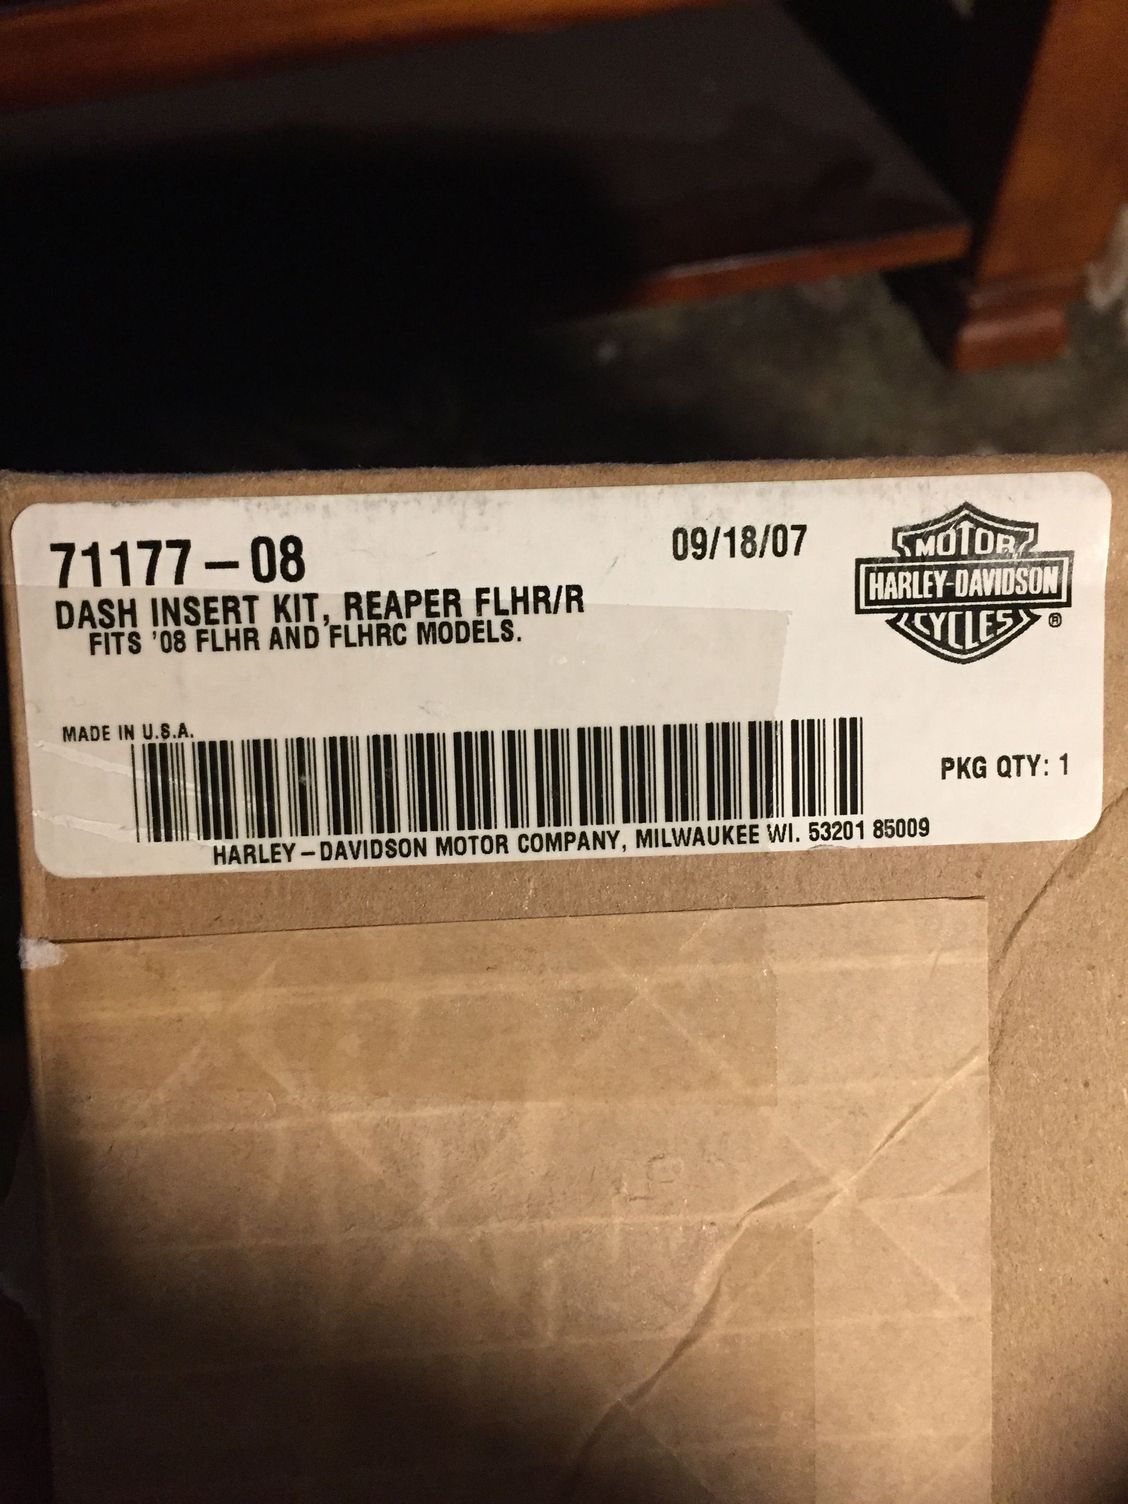 71177-08
09/18/07
DASH INSERT KIT, REAPER FLHR/R
FITS '08 FLHR AND FLHRC MODELS.
MOTOR
HARLEY-DAVIDSON
CYCLES ®
MADE IN U.S.A.
PKG QTY: 1
HARLEY-DAVIDSON MOTOR COMPANY, MILWAUKEE WI. 53201 85009